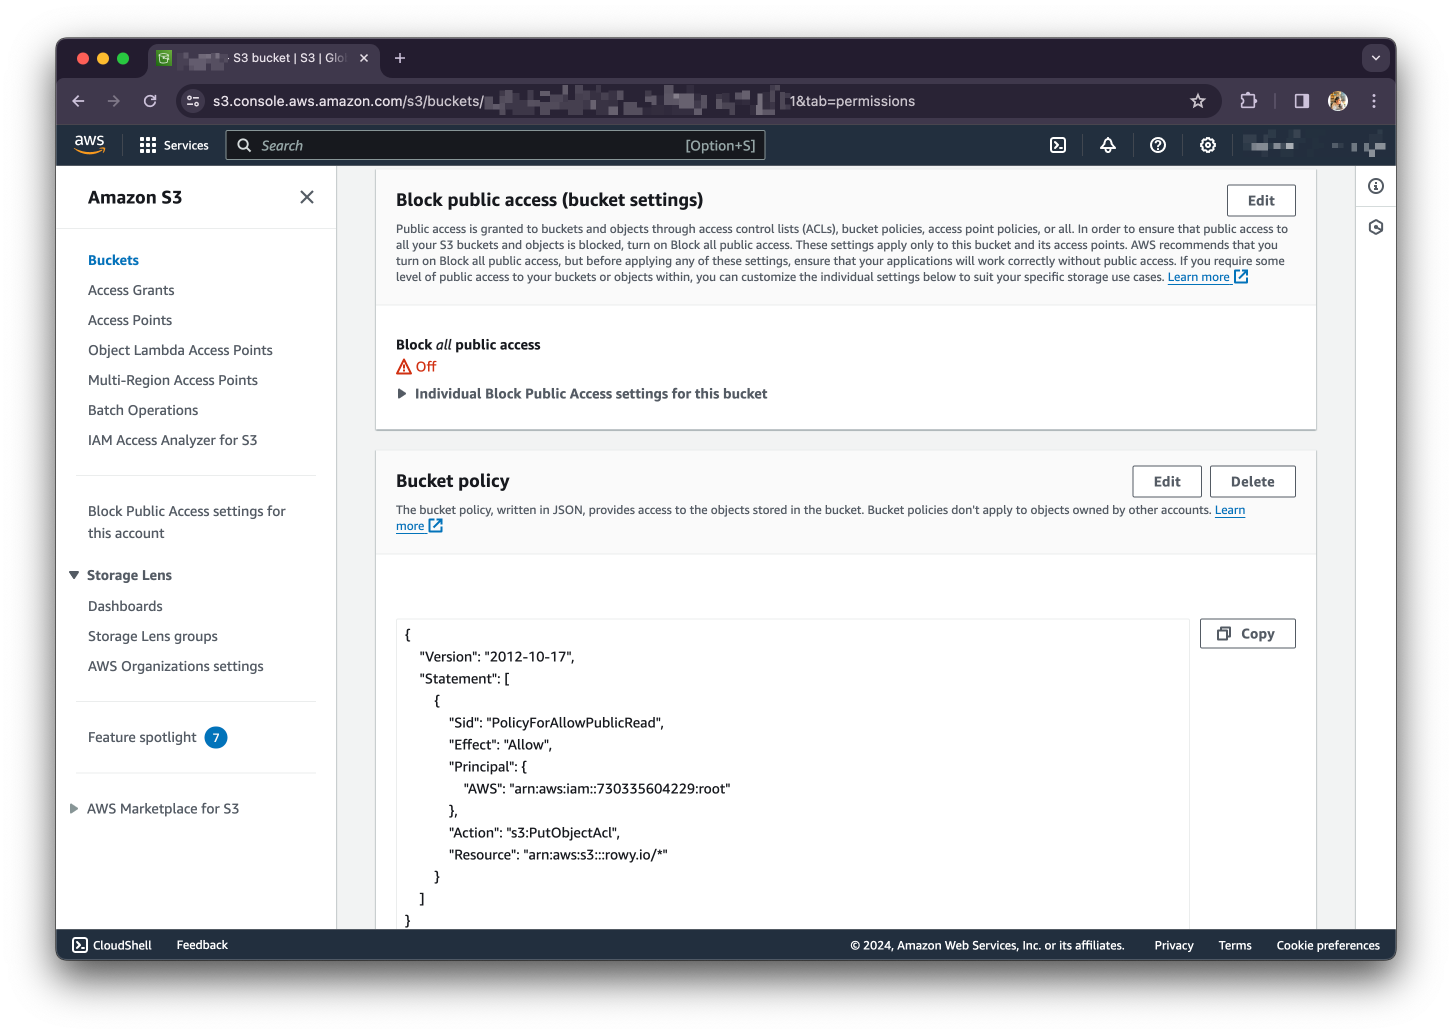 S3 bucket | S3 | Glo
s3.console.aws.amazon.com/s3/buckets/
1&tab=permissions
aws
Services
Search
[Option+S]
Amazon S3
Buckets
Access Grants
Access Points
Object Lambda Access Points
Multi-Region Access Points
Batch Operations
IAM Access Analyzer for S3
Block Public Access settings for
this account
Storage Lens
Dashboards
Storage Lens groups
AWS Organizations settings
Feature spotlight 7
AWS Marketplace for S3
Block public access (bucket settings)
Edit
Public access is granted to buckets and objects through access control lists (ACLs), bucket policies, access point policies, or all. In order to ensure that public access to
all your S3 buckets and objects is blocked, turn on Block all public access. These settings apply only to this bucket and its access points. AWS recommends that you
turn on Block all public access, but before applying any of these settings, ensure that your applications will work correctly without public access. If you require some
level of public access to your buckets or objects within, you can customize the individual settings below to suit your specific storage use cases. Learn more
Block all public access
Off
Individual Block Public Access settings for this bucket
Bucket policy
Edit
Delete
The bucket policy, written in JSON, provides access to the objects stored in the bucket. Bucket policies don't apply to objects owned by other accounts. Learn
more
Copy
{
"Version": "2012-10-17",
"Statement": [
{
"Sid": "PolicyForAllowPublicRead",
"Effect": "Allow",
"Principal": {
"AWS": "arn:aws:iam::730335604229:root"
},
"Action": "s3:PutObjectAcl",
"Resource": "arn:aws:s3:::rowy.io/*"
}
]
}
CloudShell
Feedback
© 2024, Amazon Web Services, Inc. or its affiliates.
Privacy
Terms
Cookie preferences